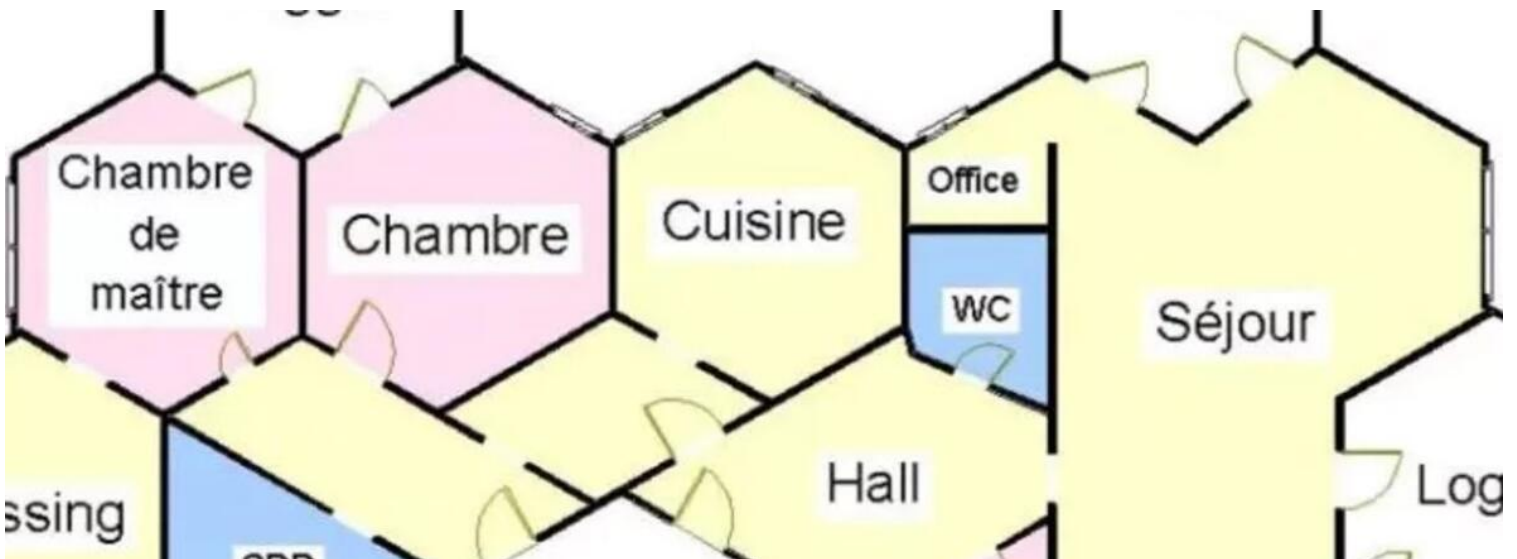 Chambre
de
maître
Chambre
Cuisine
Office
WC
Séjour
Hall
Log
ssing